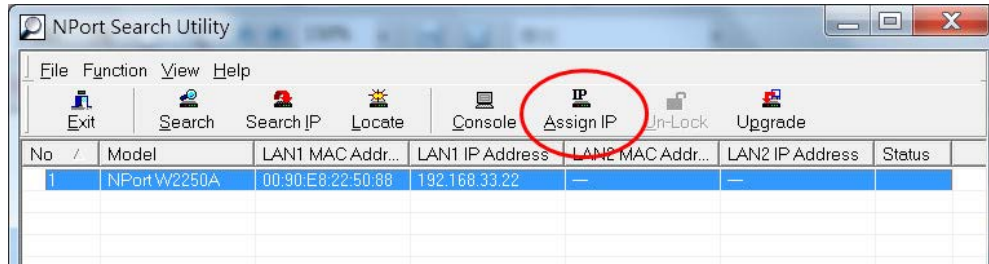 NPort Search Utility
File Function View Help
Exit Search Search IP Locate Console Assign IP Un-Lock Upgrade
No / Model LAN1 MAC Addr... LAN1 IP Address LAN2 MAC Addr... LAN2 IP Address Status
1 NPort W2250A 00:90:E8:22:50:88 192.168.33.22 — —